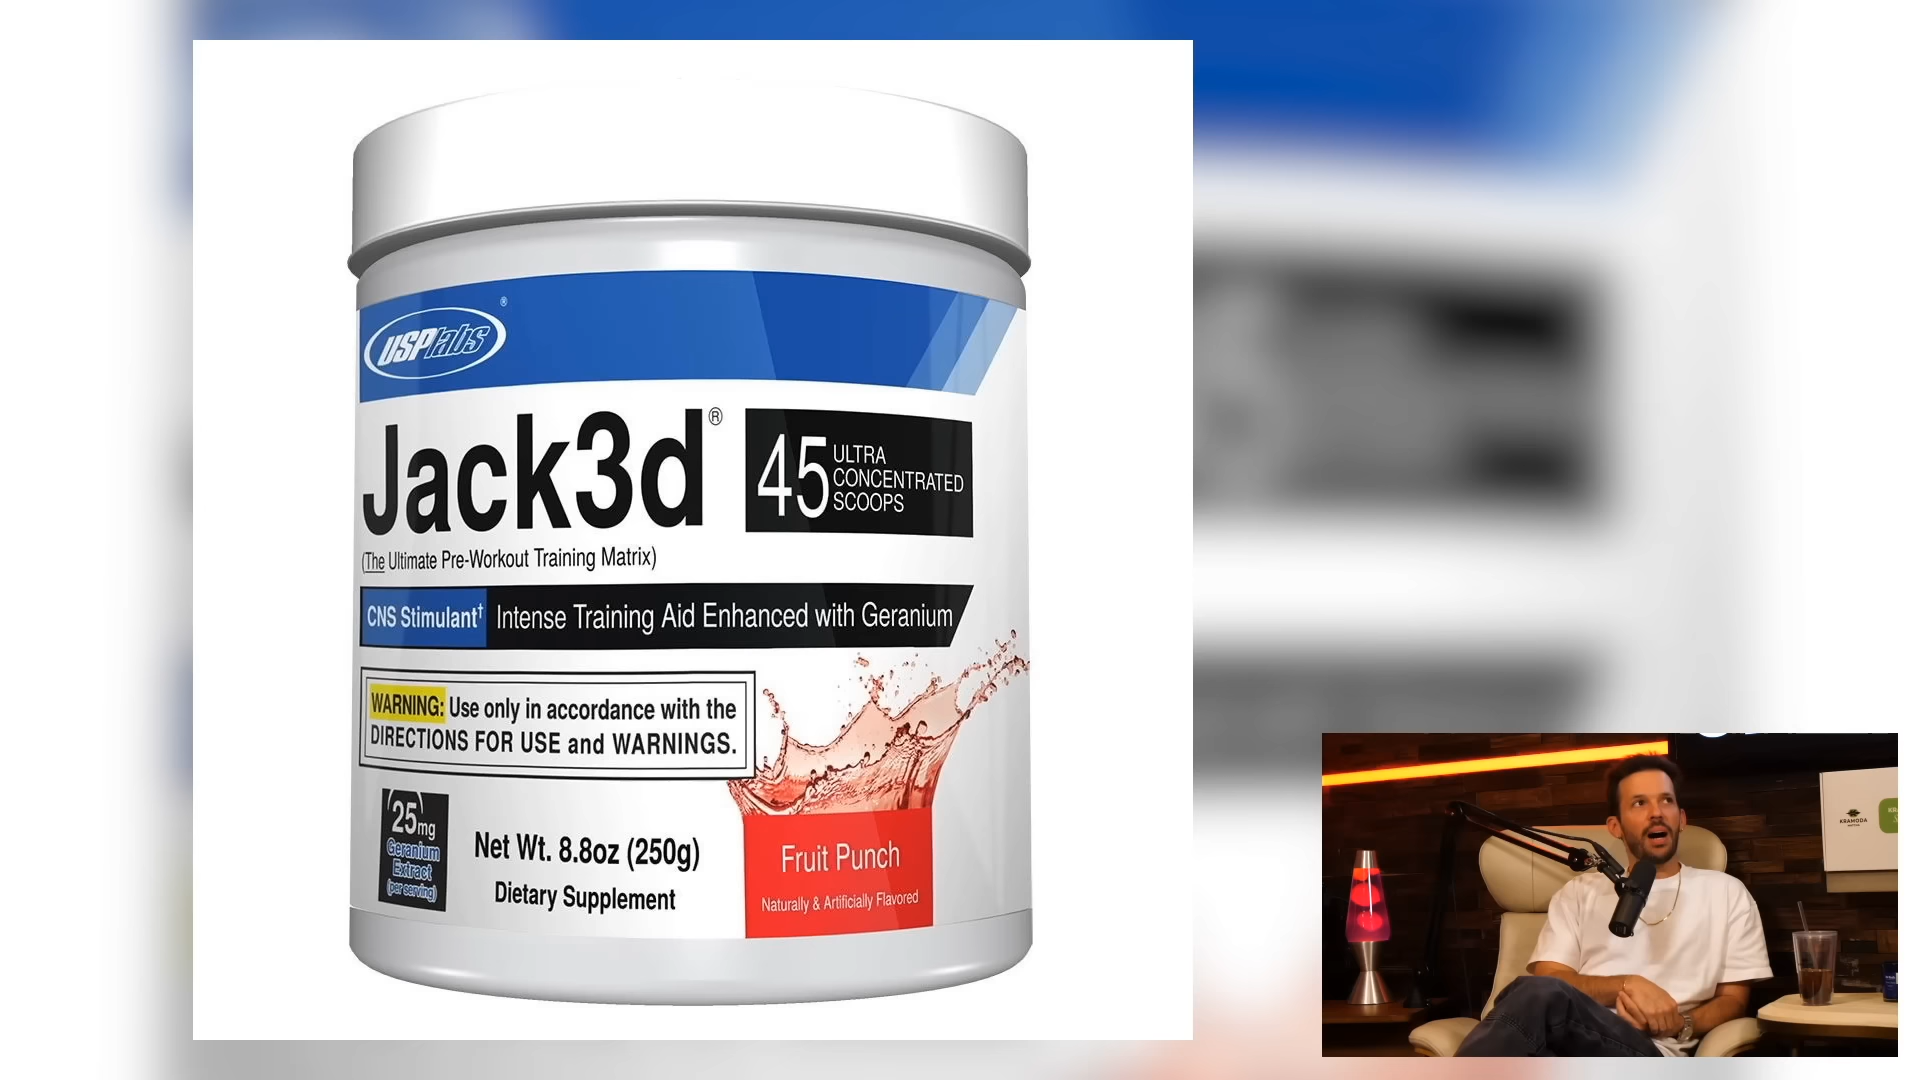 USPlabs®
Jack3d®
45 ULTRA
CONCENTRATED
SCOOPS
(The Ultimate Pre-Workout Training Matrix)
CNS Stimulant† Intense Training Aid Enhanced with Geranium
WARNING: Use only in accordance with the
DIRECTIONS FOR USE and WARNINGS.
25mg
Geranium
Extract
(per serving)
Net Wt. 8.8oz (250g)
Dietary Supplement
Fruit Punch
Naturally & Artificially Flavored
KRAMODA